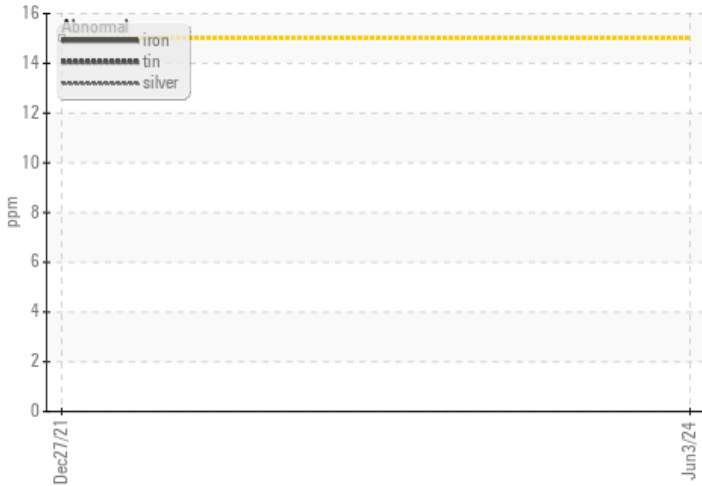 16
14
12
10
8
6
4
2
0
ppm
Abnormal
iron
tin
silver
Dec27/21
Jun3/24